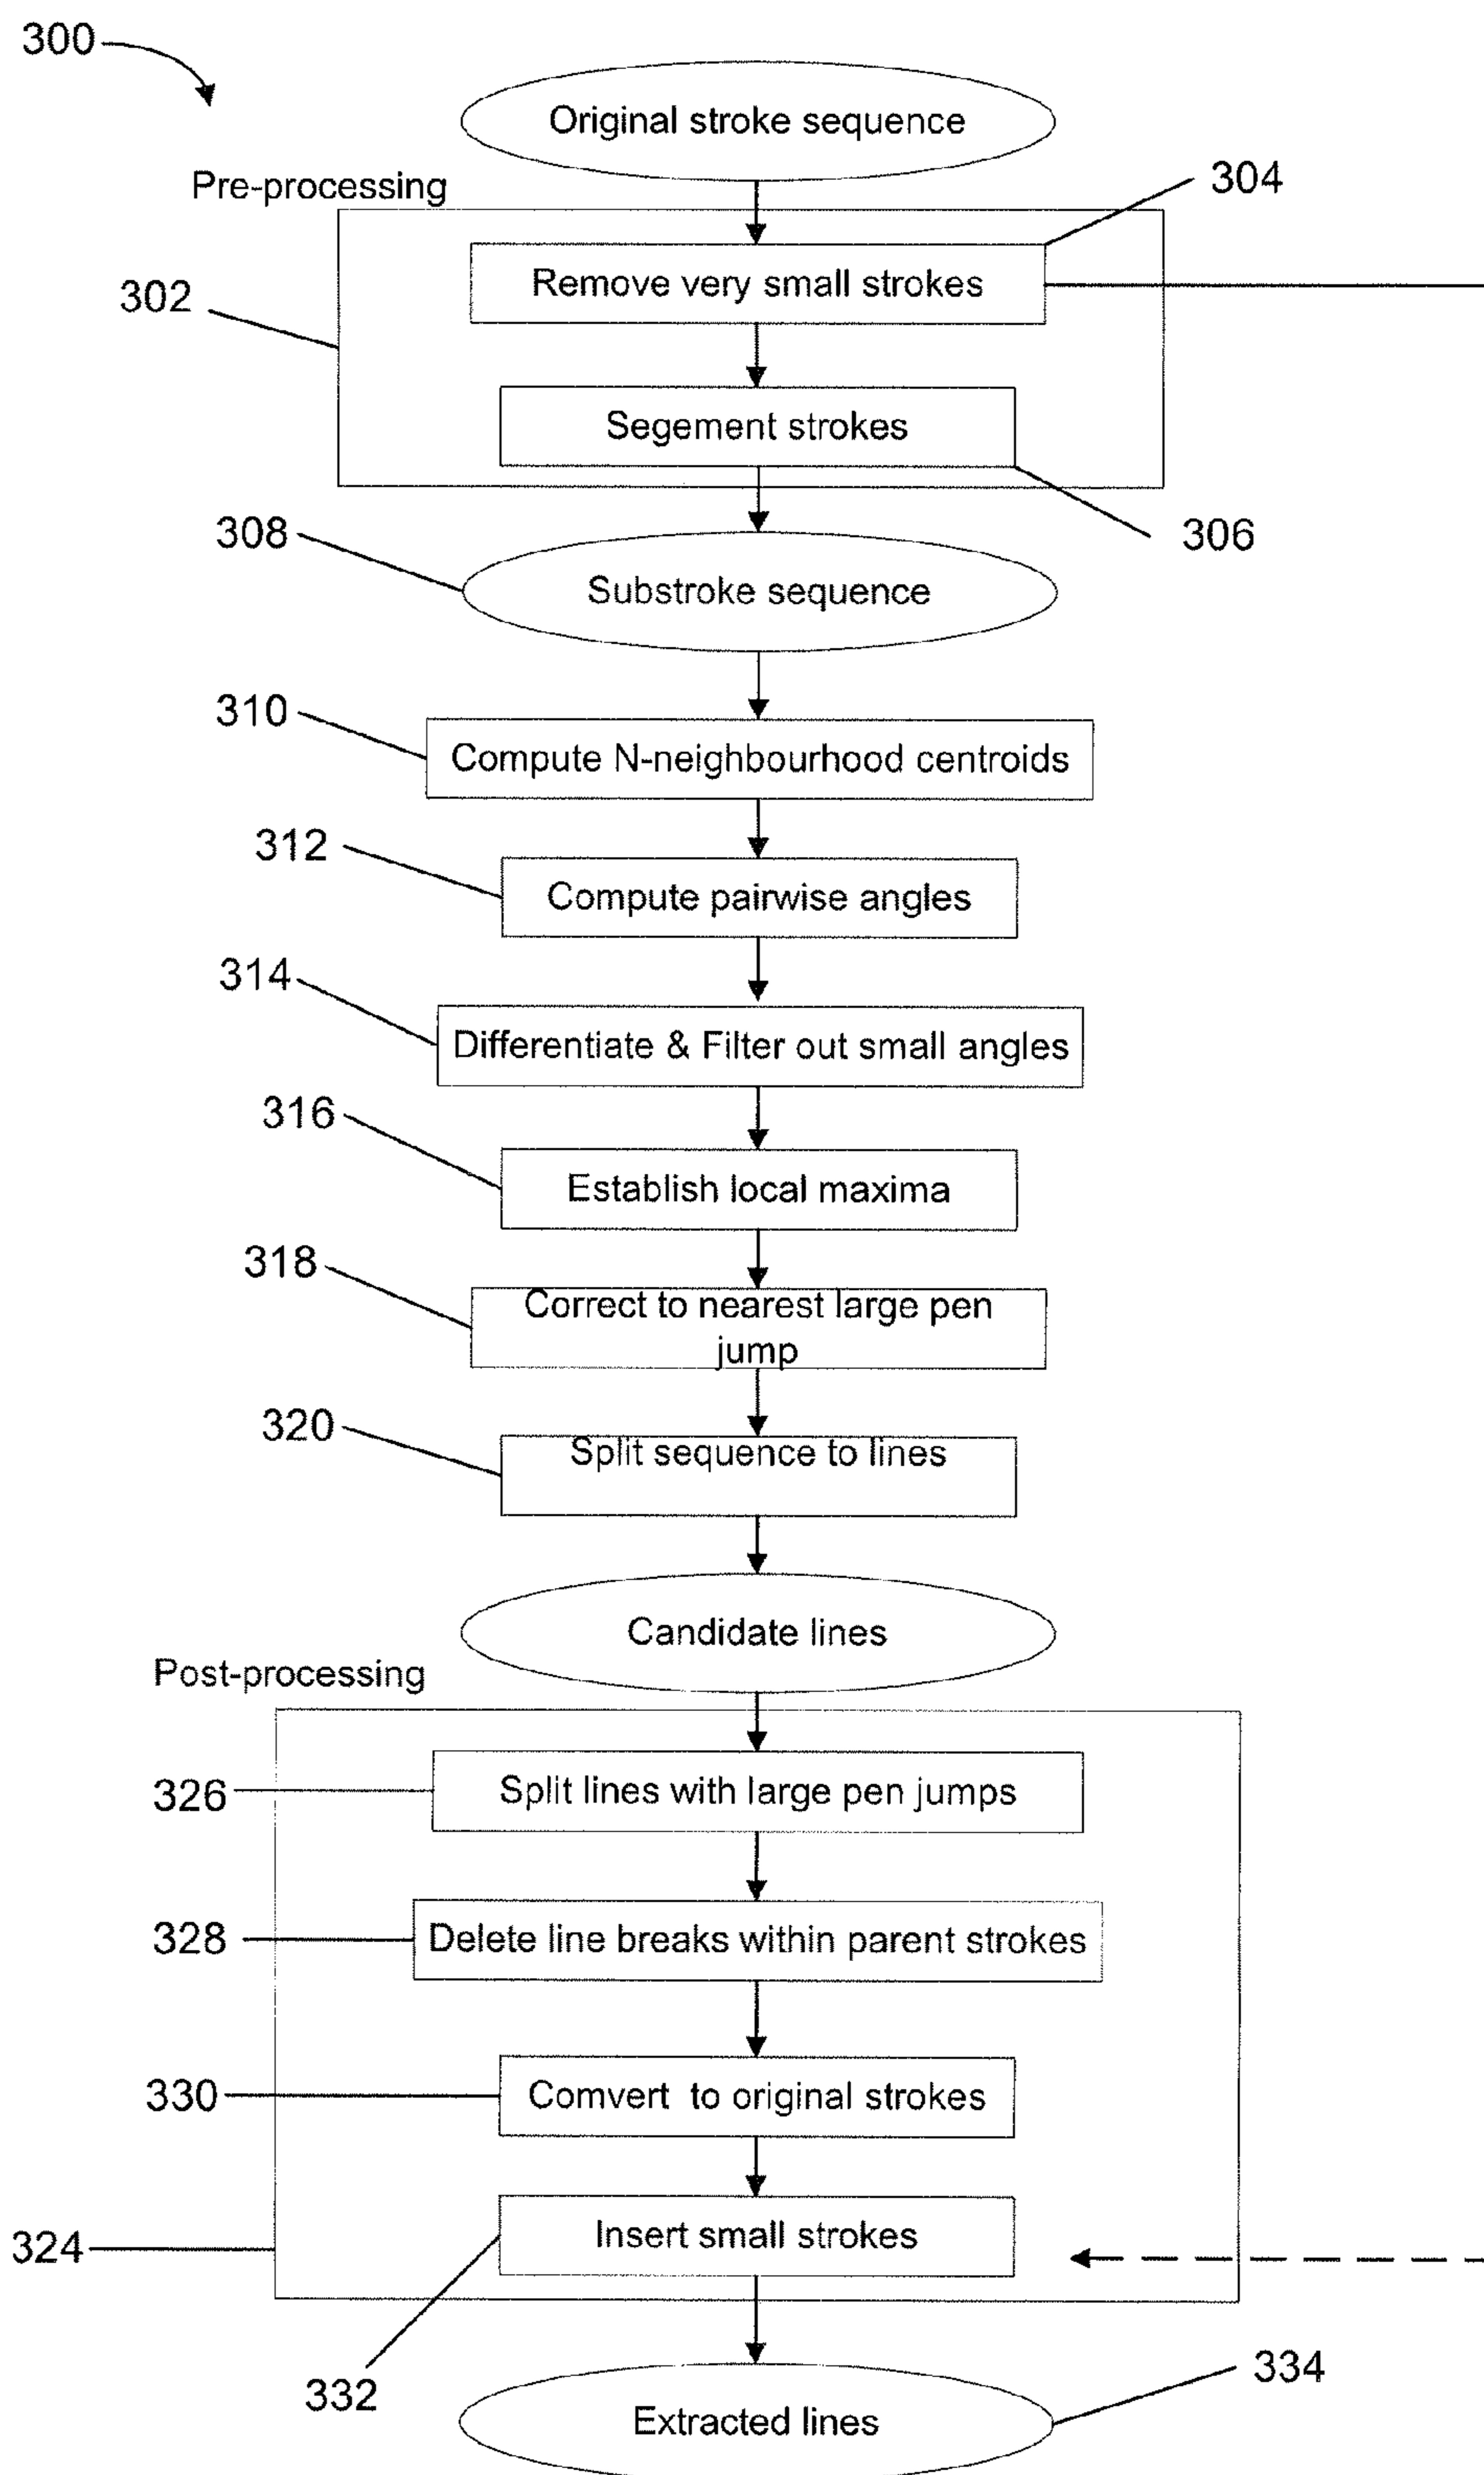 300
Original stroke sequence
Pre-processing
304
Remove very small strokes
302
Segement strokes
306
308
Substroke sequence
310
Compute N-neighbourhood centroids
312
Compute pairwise angles
314
Differentiate & Filter out small angles
316
Establish local maxima
318
Correct to nearest large pen
jump
320
Split sequence to lines
Candidate lines
Post-processing
326
Split lines with large pen jumps
328
Delete line breaks within parent strokes
330
Comvert to original strokes
324
Insert small strokes
332
334
Extracted lines